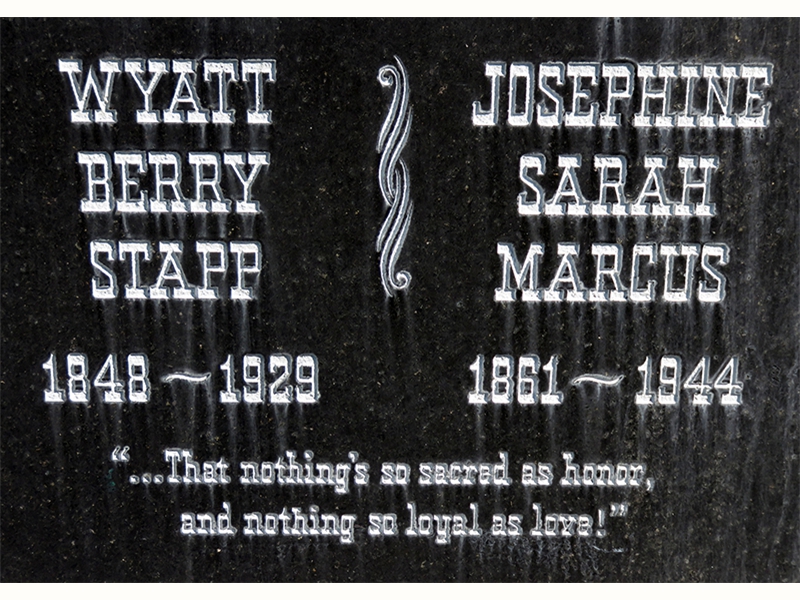 WYATT
BERRY
STAPP
1848 ~ 1929
JOSEPHINE
SARAH
MARCUS
1861 ~ 1944
“...That nothing's so sacred as honor,
and nothing so loyal as love!”